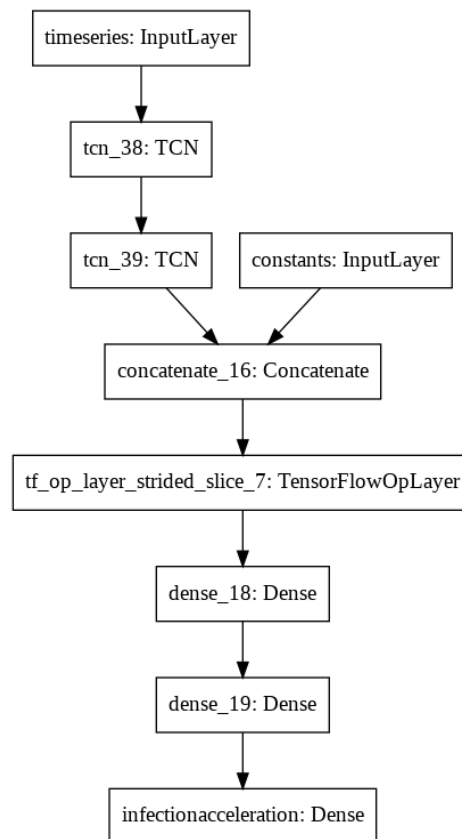 timeseries: InputLayer
tcn_38: TCN
tcn_39: TCN
constants: InputLayer
concatenate_16: Concatenate
tf_op_layer_strided_slice_7: TensorFlowOpLayer
dense_18: Dense
dense_19: Dense
infectionacceleration: Dense